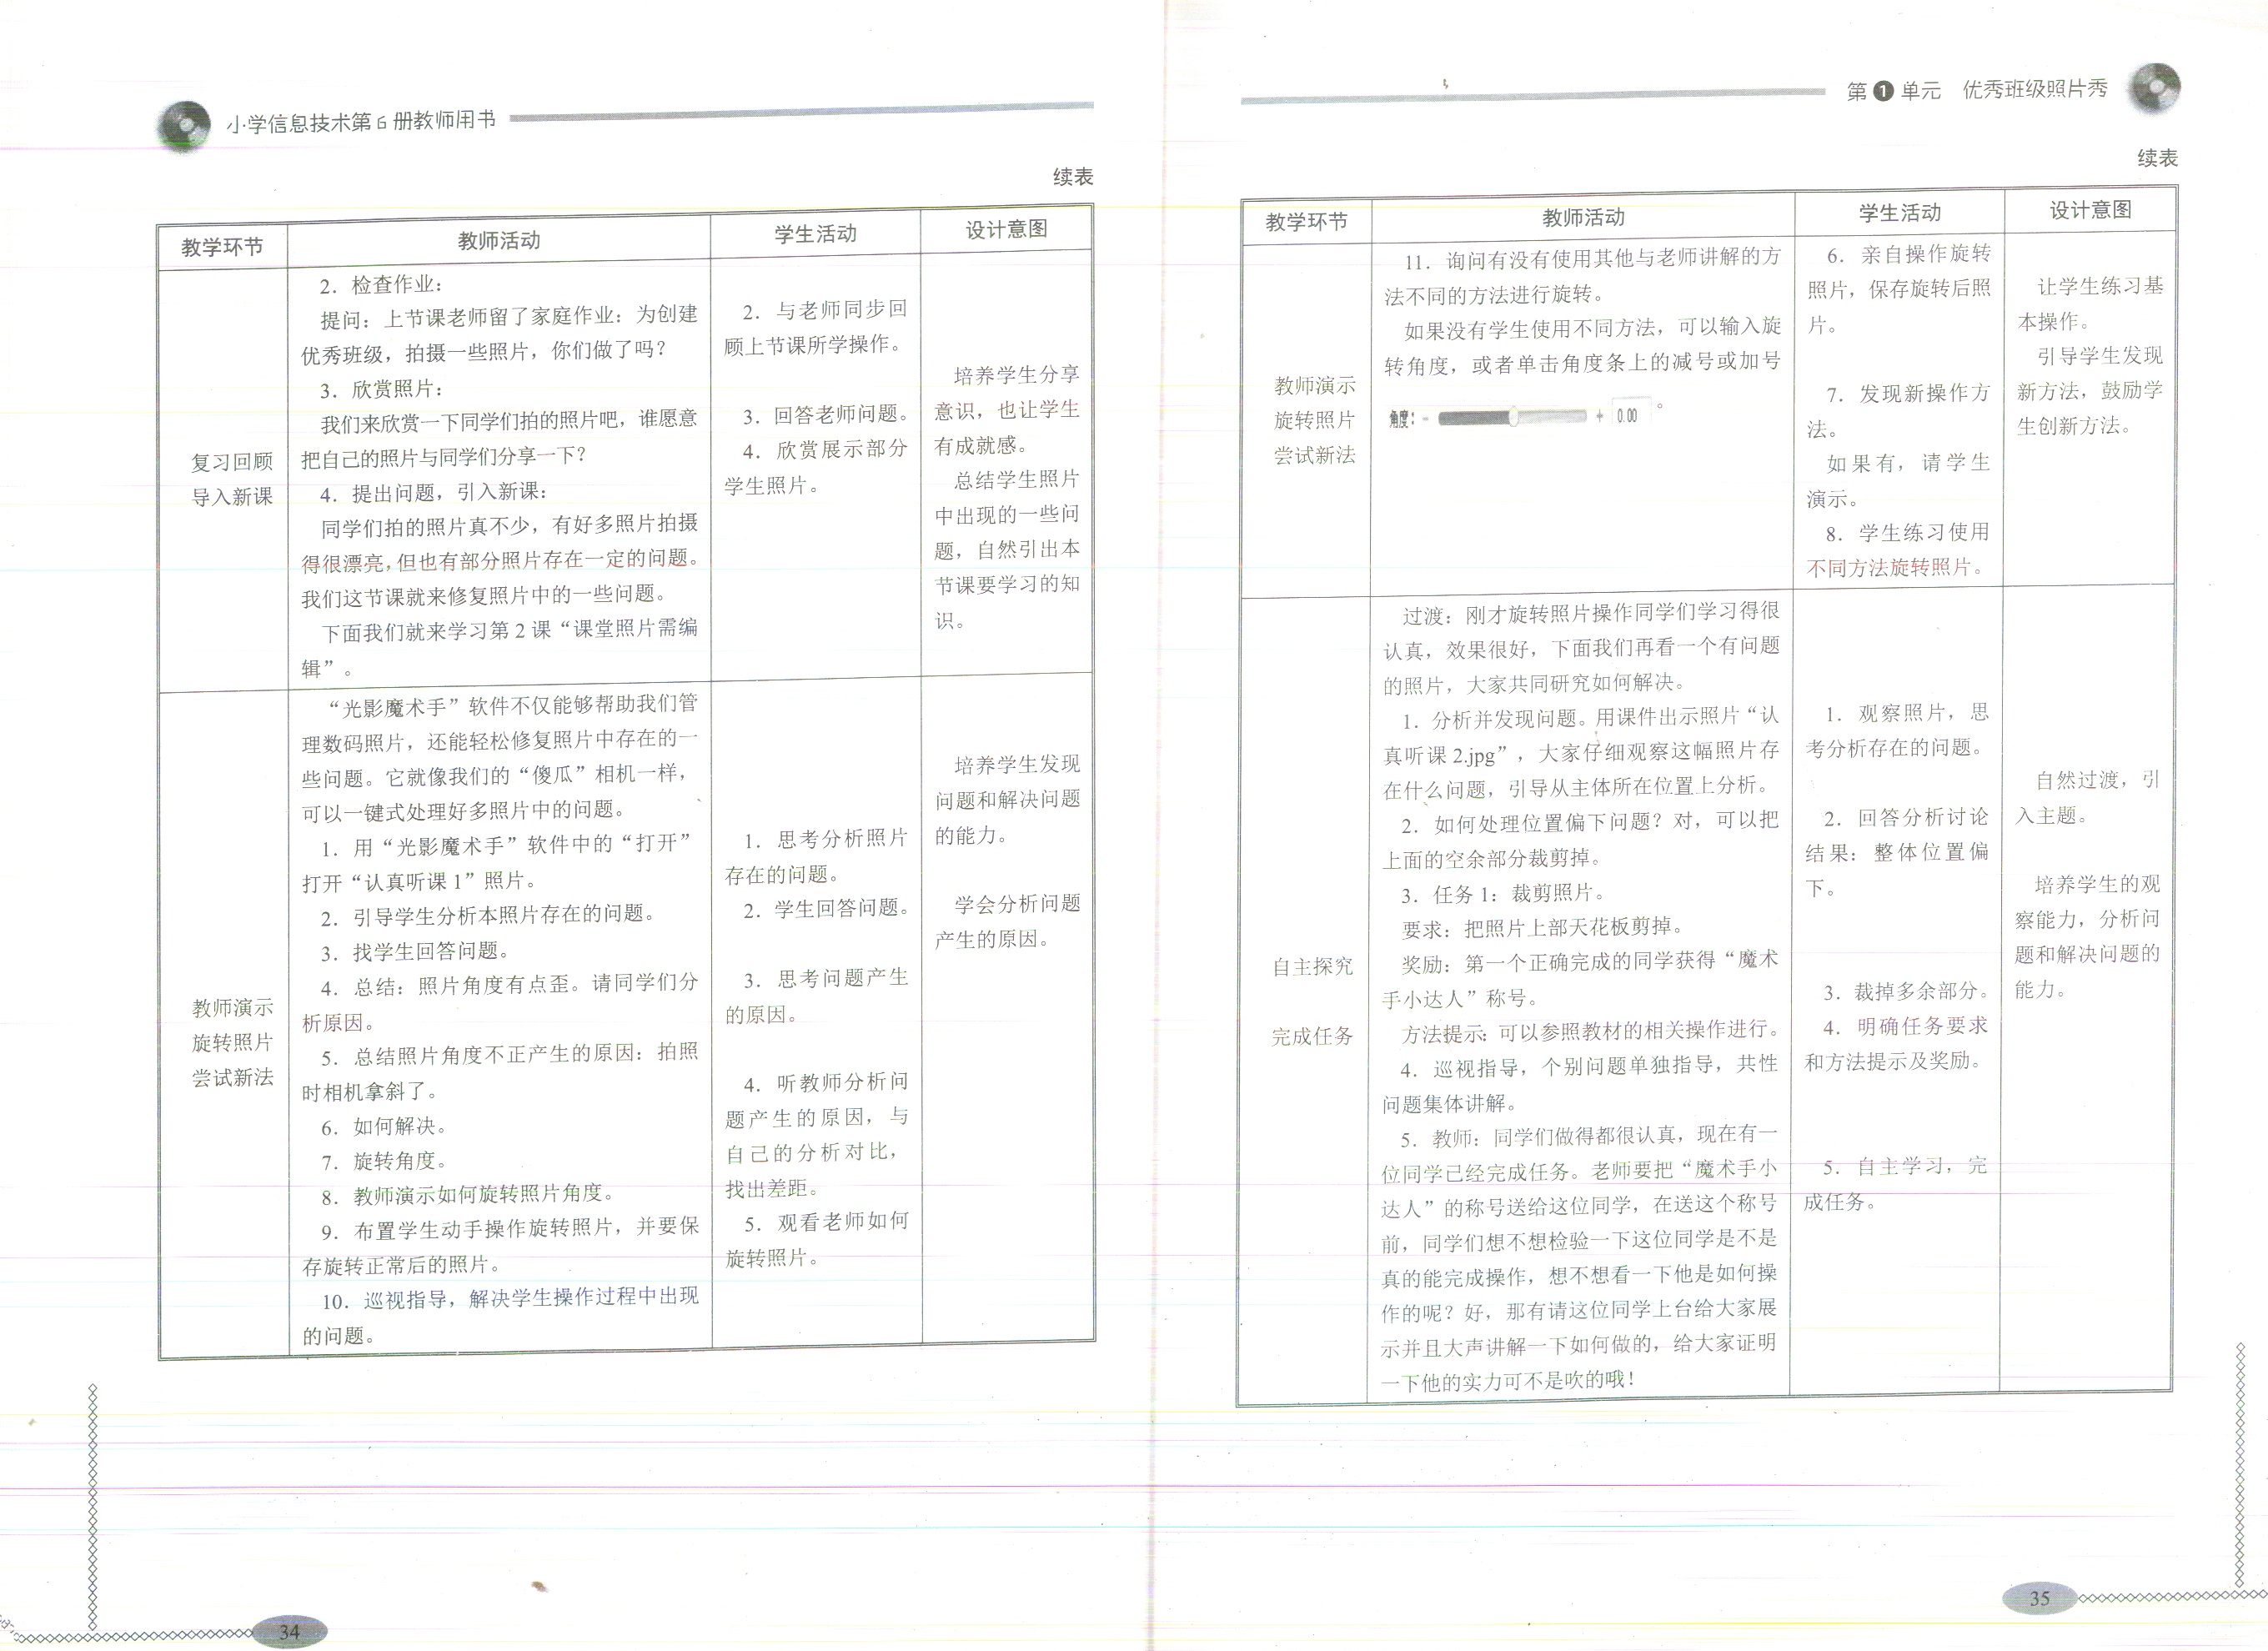 小学信息技术第6册教师用书
续表
教学环节
教师活动
学生活动
设计意图
复习回顾
导入新课
2．检查作业：
提问：上节课老师留了家庭作业：为创建
优秀班级，拍摄一些照片，你们做了吗？
3．欣赏照片：
我们来欣赏一下同学们拍的照片吧，谁愿意
把自己的照片与同学们分享一下？
4．提出问题，引入新课：
同学们拍的照片真不少，有好多照片拍摄
得很漂亮，但也有部分照片存在一定的问题。
我们这节课就来修复照片中的一些问题。
下面我们就来学习第2课“课堂照片需编
辑”。
2．与老师同步回
顾上节课所学操作。
3．回答老师问题。
4．欣赏展示部分
学生照片。
培养学生分享
意识，也让学生
有成就感。
总结学生照片
中出现的一些问
题，自然引出本
节课要学习的知
识。
教师演示
旋转照片
尝试新法
“光影魔术手”软件不仅能够帮助我们管
理数码照片，还能轻松修复照片中存在的一
些问题。它就像我们的“傻瓜”相机一样，
可以一键式处理好多照片中的问题。
1．用“光影魔术手”软件中的“打开”
打开“认真听课1”照片。
2．引导学生分析本照片存在的问题。
3．找学生回答问题。
4．总结：照片角度有点歪。请同学们分
析原因。
5．总结照片角度不正产生的原因：拍照
时相机拿斜了。
6．如何解决。
7．旋转角度。
8．教师演示如何旋转照片角度。
9．布置学生动手操作旋转照片，并要保
存旋转正常后的照片。
10．巡视指导，解决学生操作过程中出现
的问题。
1．思考分析照片
存在的问题。
2．学生回答问题。
3．思考问题产生
的原因。
4．听教师分析问
题产生的原因，与
自己的分析对比，
找出差距。
5．观看老师如何
旋转照片。
培养学生发现
问题和解决问题
的能力。
学会分析问题
产生的原因。
34
第1单元 优秀班级照片秀
续表
教学环节
教师活动
学生活动
设计意图
教师演示
旋转照片
尝试新法
11．询问有没有使用其他与老师讲解的方
法不同的方法进行旋转。
如果没有学生使用不同方法，可以输入旋
转角度，或者单击角度条上的减号或加号
角度： - + 0.00 。
6．亲自操作旋转
照片，保存旋转后照
片。
7．发现新操作方
法。
如果有，请学生
演示。
8．学生练习使用
不同方法旋转照片。
让学生练习基
本操作。
引导学生发现
新方法，鼓励学
生创新方法。
自主探究
完成任务
过渡：刚才旋转照片操作同学们学习得很
认真，效果很好，下面我们再看一个有问题
的照片，大家共同研究如何解决。
1．分析并发现问题。用课件出示照片“认
真听课2.jpg”，大家仔细观察这幅照片存
在什么问题，引导从主体所在位置上分析。
2．如何处理位置偏下问题？对，可以把
上面的空余部分裁剪掉。
3．任务1：裁剪照片。
要求：把照片上部天花板剪掉。
奖励：第一个正确完成的同学获得“魔术
手小达人”称号。
方法提示：可以参照教材的相关操作进行。
4．巡视指导，个别问题单独指导，共性
问题集体讲解。
5．教师：同学们做得都很认真，现在有一
位同学已经完成任务。老师要把“魔术手小
达人”的称号送给这位同学，在送这个称号
前，同学们想不想检验一下这位同学是不是
真的能完成操作，想不想看一下他是如何操
作的呢？好，那有请这位同学上台给大家展
示并且大声讲解一下如何做的，给大家证明
一下他的实力可不是吹的哦！
1．观察照片，思
考分析存在的问题。
2．回答分析讨论
结果：整体位置偏
下。
3．裁掉多余部分。
4．明确任务要求
和方法提示及奖励。
5．自主学习，完
成任务。
自然过渡，引
入主题。
培养学生的观
察能力，分析问
题和解决问题的
能力。
35